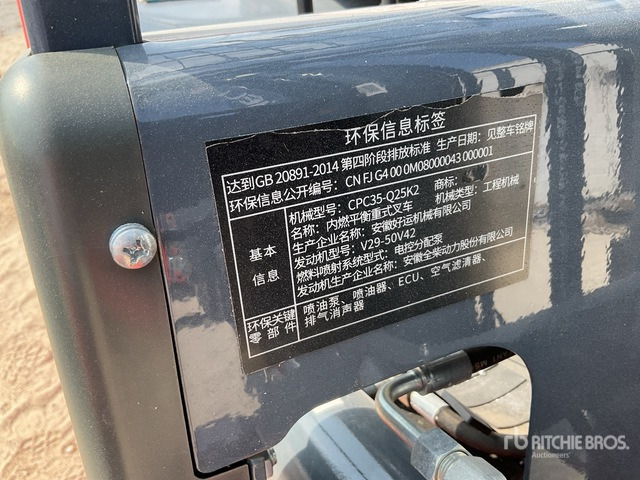 环保信息标签
达到GB 20891-2014 第四阶段排放标准 生产日期：见整车铭牌
环保信息公开编号：CN FJ G4 00 0M08000043 000001
基本信息
机械型号：CPC35-Q25K2 商标：
名称：内燃平衡重式叉车 机械类型：工程机械
生产企业名称：安徽好运机械有限公司
发动机型号：V29-50V42
燃料喷射系统型式：电控分配泵
发动机生产企业名称：安徽全柴动力股份有限公司
环保关键
零部件
喷油泵、喷油器、ECU、空气滤清器、
排气消声器
RITCHIE BROS.
Auctioneers